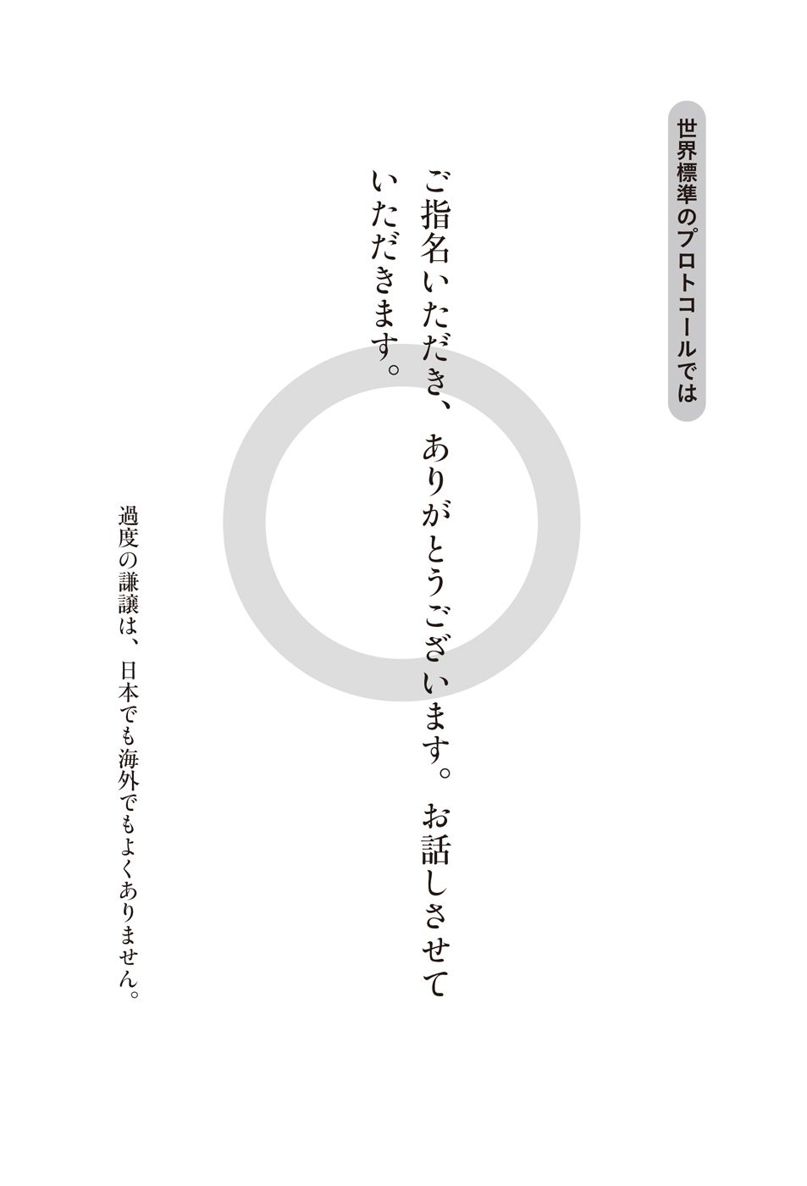 世界標準のプロトコールでは
ご指名いただき、ありがとうございます。お話しさせて
いただきます。
過度の謙譲は、日本でも海外でもよくありません。